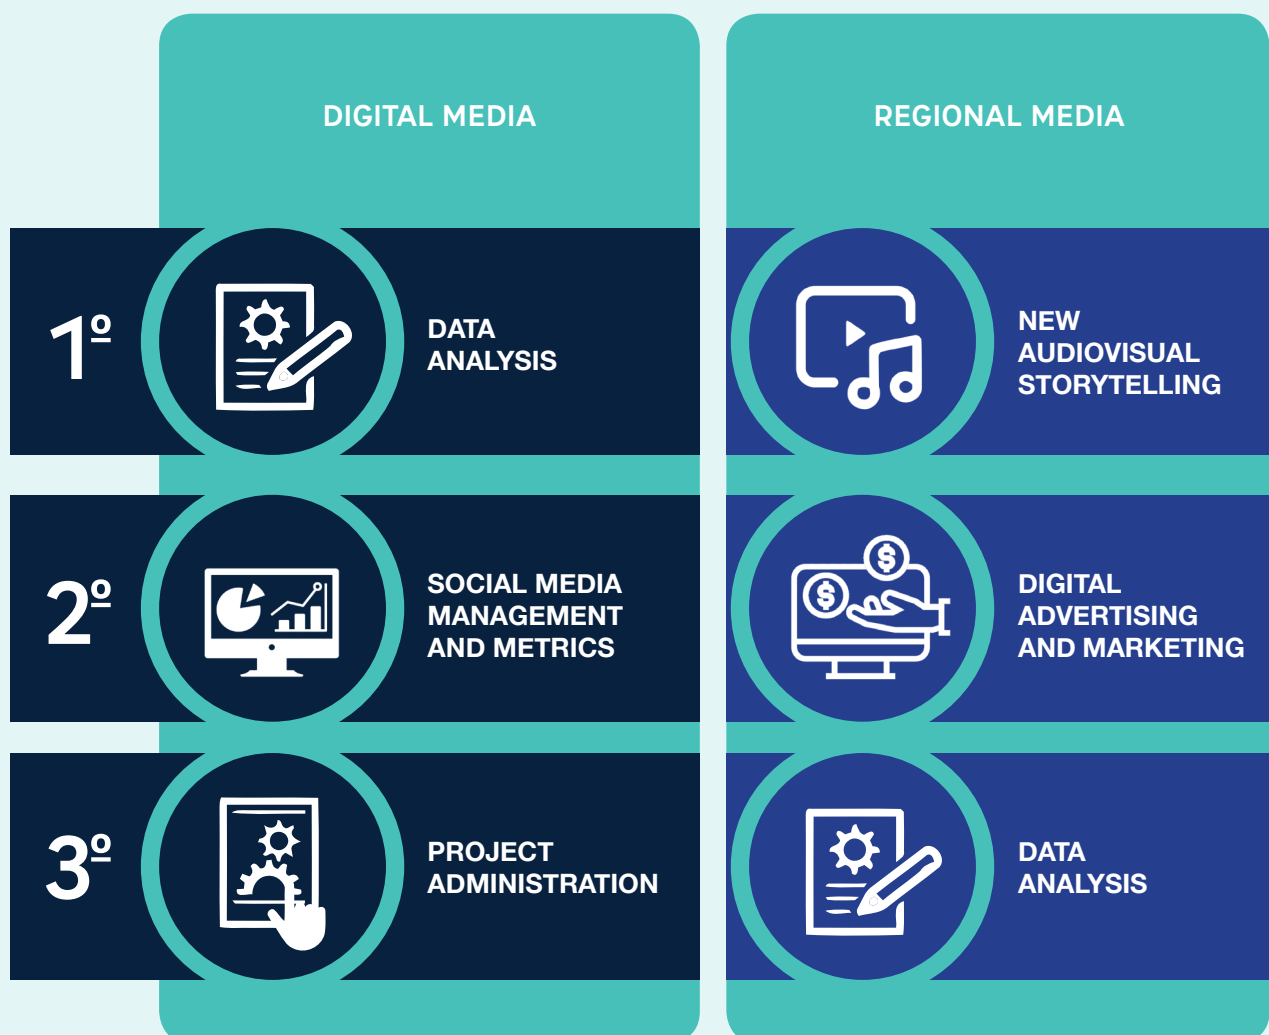 DIGITAL MEDIA
REGIONAL MEDIA
1º
DATA
ANALYSIS
NEW
AUDIOVISUAL
STORYTELLING
2º
SOCIAL MEDIA
MANAGEMENT
AND METRICS
$
$
DIGITAL
ADVERTISING
AND MARKETING
3º
PROJECT
ADMINISTRATION
DATA
ANALYSIS